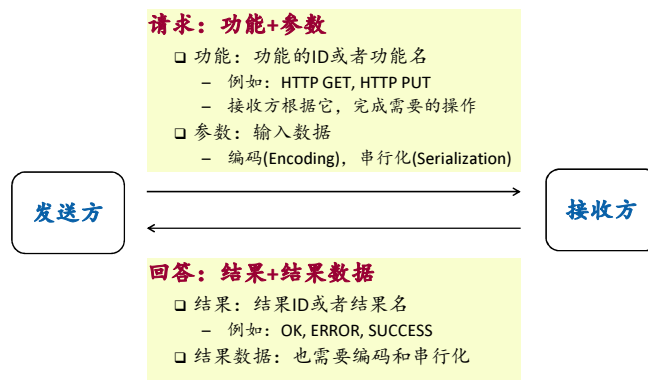 请求：功能+参数
功能：功能的ID或者功能名
– 例如：HTTP GET, HTTP PUT
– 接收方根据它，完成需要的操作
参数：输入数据
– 编码(Encoding)，串行化(Serialization)
发送方
接收方
回答：结果+结果数据
结果：结果ID或者结果名
– 例如：OK, ERROR, SUCCESS
结果数据：也需要编码和串行化